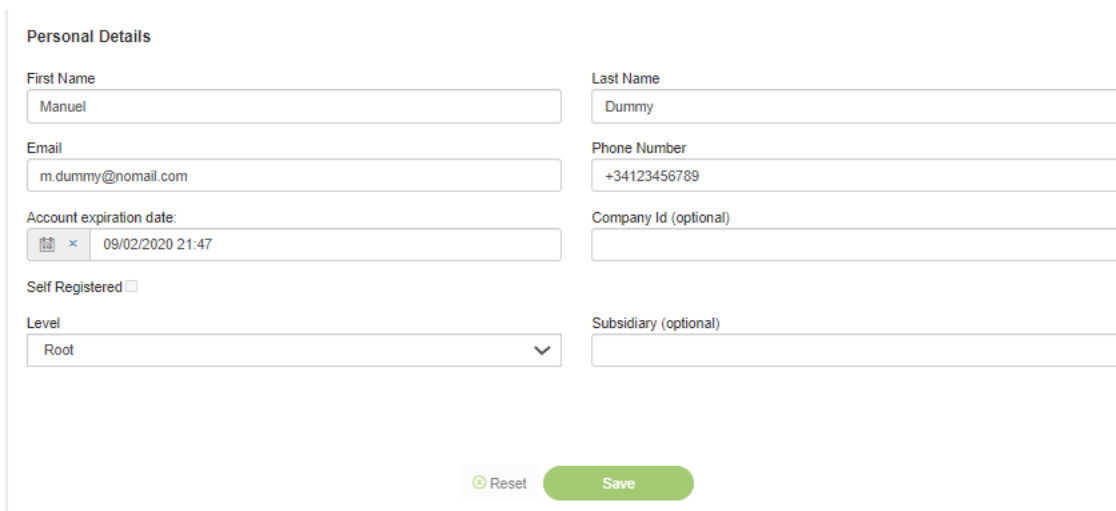 Personal Details
First Name
Last Name
Manuel
Dummy
Email
Phone Number
m.dummy@nomail.com
+34123456789
Account expiration date:
Company Id (optional)
09/02/2020 21:47
Self Registered
Level
Subsidiary (optional)
Root
Reset
Save